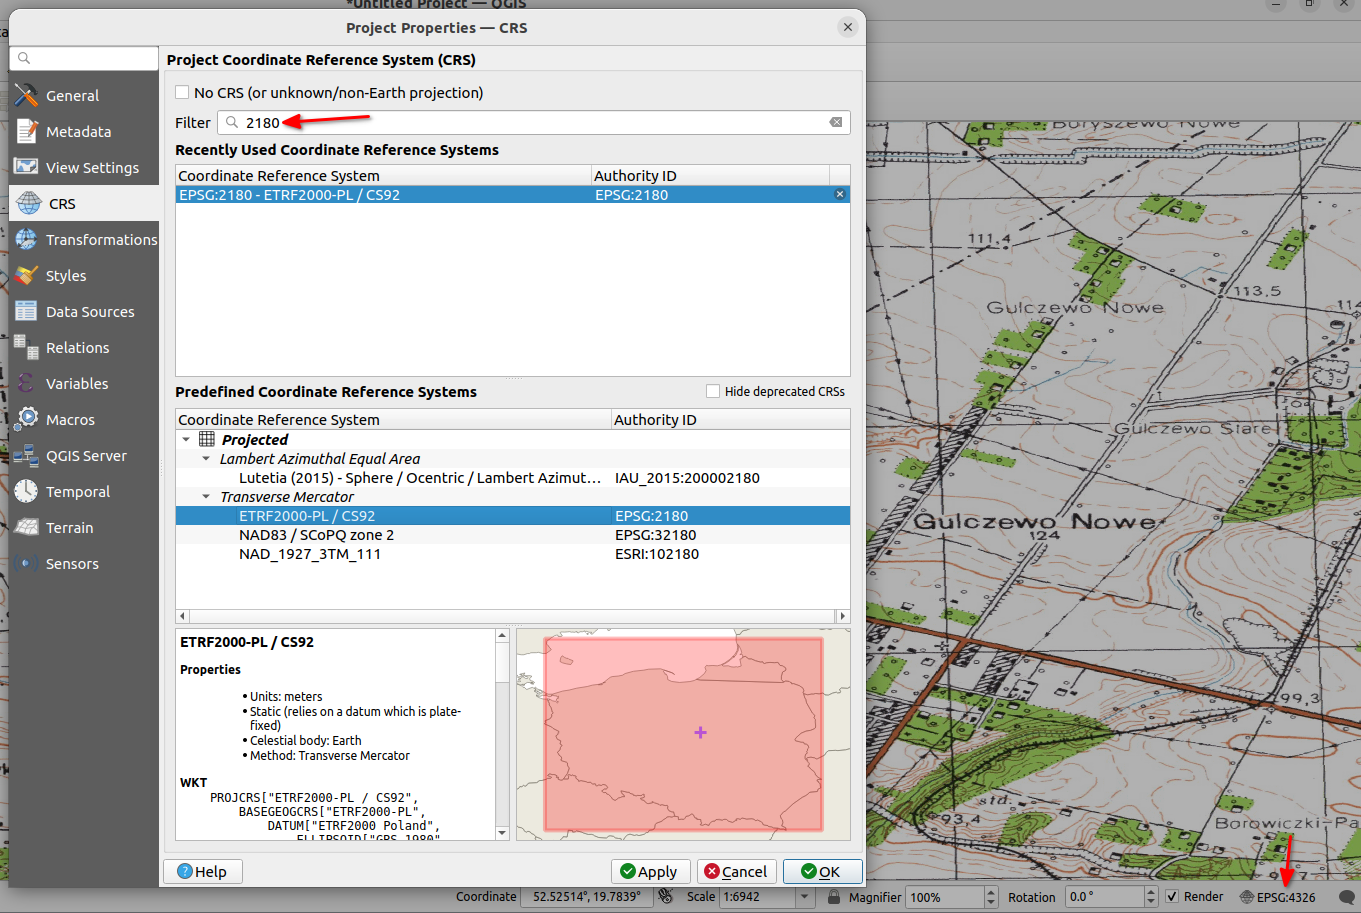 *Untitled Project — QGIS
Project Properties — CRS
Project Coordinate Reference System (CRS)
General
Metadata
View Settings
CRS
Transformations
Styles
Data Sources
Relations
Variables
Macros
QGIS Server
Temporal
Terrain
Sensors
No CRS (or unknown/non-Earth projection)
Filter 2180
Recently Used Coordinate Reference Systems
Coordinate Reference System Authority ID
EPSG:2180 - ETRF2000-PL / CS92 EPSG:2180
Predefined Coordinate Reference Systems Hide deprecated CRSs
Coordinate Reference System Authority ID
Projected
Lambert Azimuthal Equal Area
Lutetia (2015) - Sphere / Ocentric / Lambert Azimut... IAU_2015:200002180
Transverse Mercator
ETRF2000-PL / CS92 EPSG:2180
NAD83 / SCoPQ zone 2 EPSG:32180
NAD_1927_3TM_111 ESRI:102180
ETRF2000-PL / CS92
Properties
• Units: meters
• Static (relies on a datum which is plate-
fixed)
• Celestial body: Earth
• Method: Transverse Mercator
WKT
PROJCRS["ETRF2000-PL / CS92",
BASEGEOGCRS["ETRF2000-PL",
DATUM["ETRF2000 Poland",
ELLIPSOID["GRS 1980"
Help Apply Cancel OK
Boryszewo Nowe
111,4
113,5
Gulczewo Nowe
114
Gulczewo Stare
Gulczewo Nowe
124
99,3
std.
93,4
Borowiczki-Pa
97,7
Coordinate 52.52514°, 19.7839° Scale 1:6942 Magnifier 100% Rotation 0.0 ° Render EPSG:4326